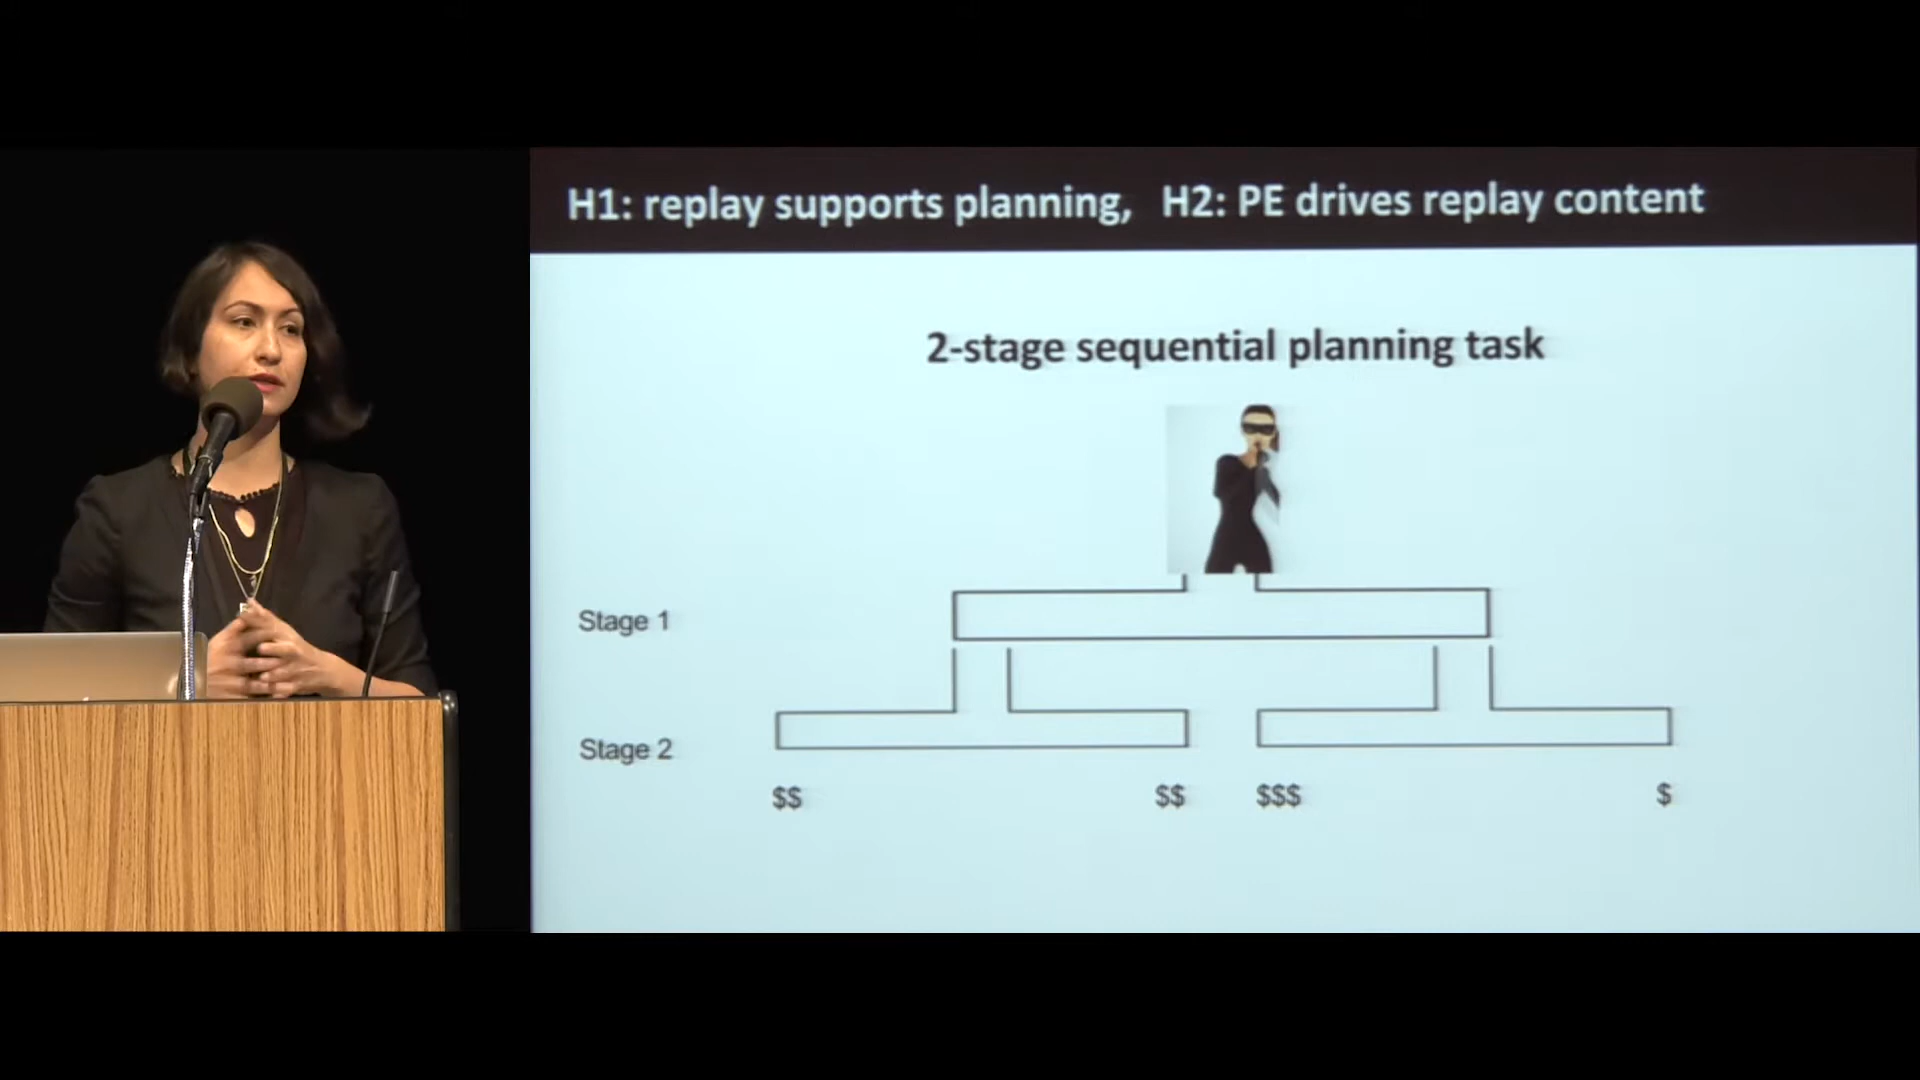 H1: replay supports planning, H2: PE drives replay content
2-stage sequential planning task
Stage 1
Stage 2
$$ $$ $$$ $